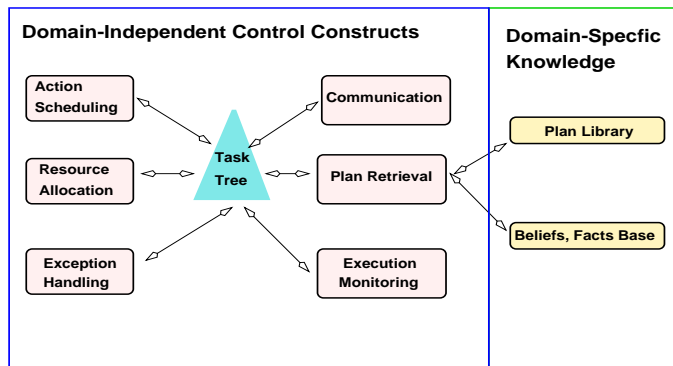 Domain-Independent Control Constructs
Domain-Specfic
Knowledge
Action
Scheduling
Communication
Task
Tree
Resource
Allocation
Plan Retrieval
Exception
Handling
Execution
Monitoring
Plan Library
Beliefs, Facts Base